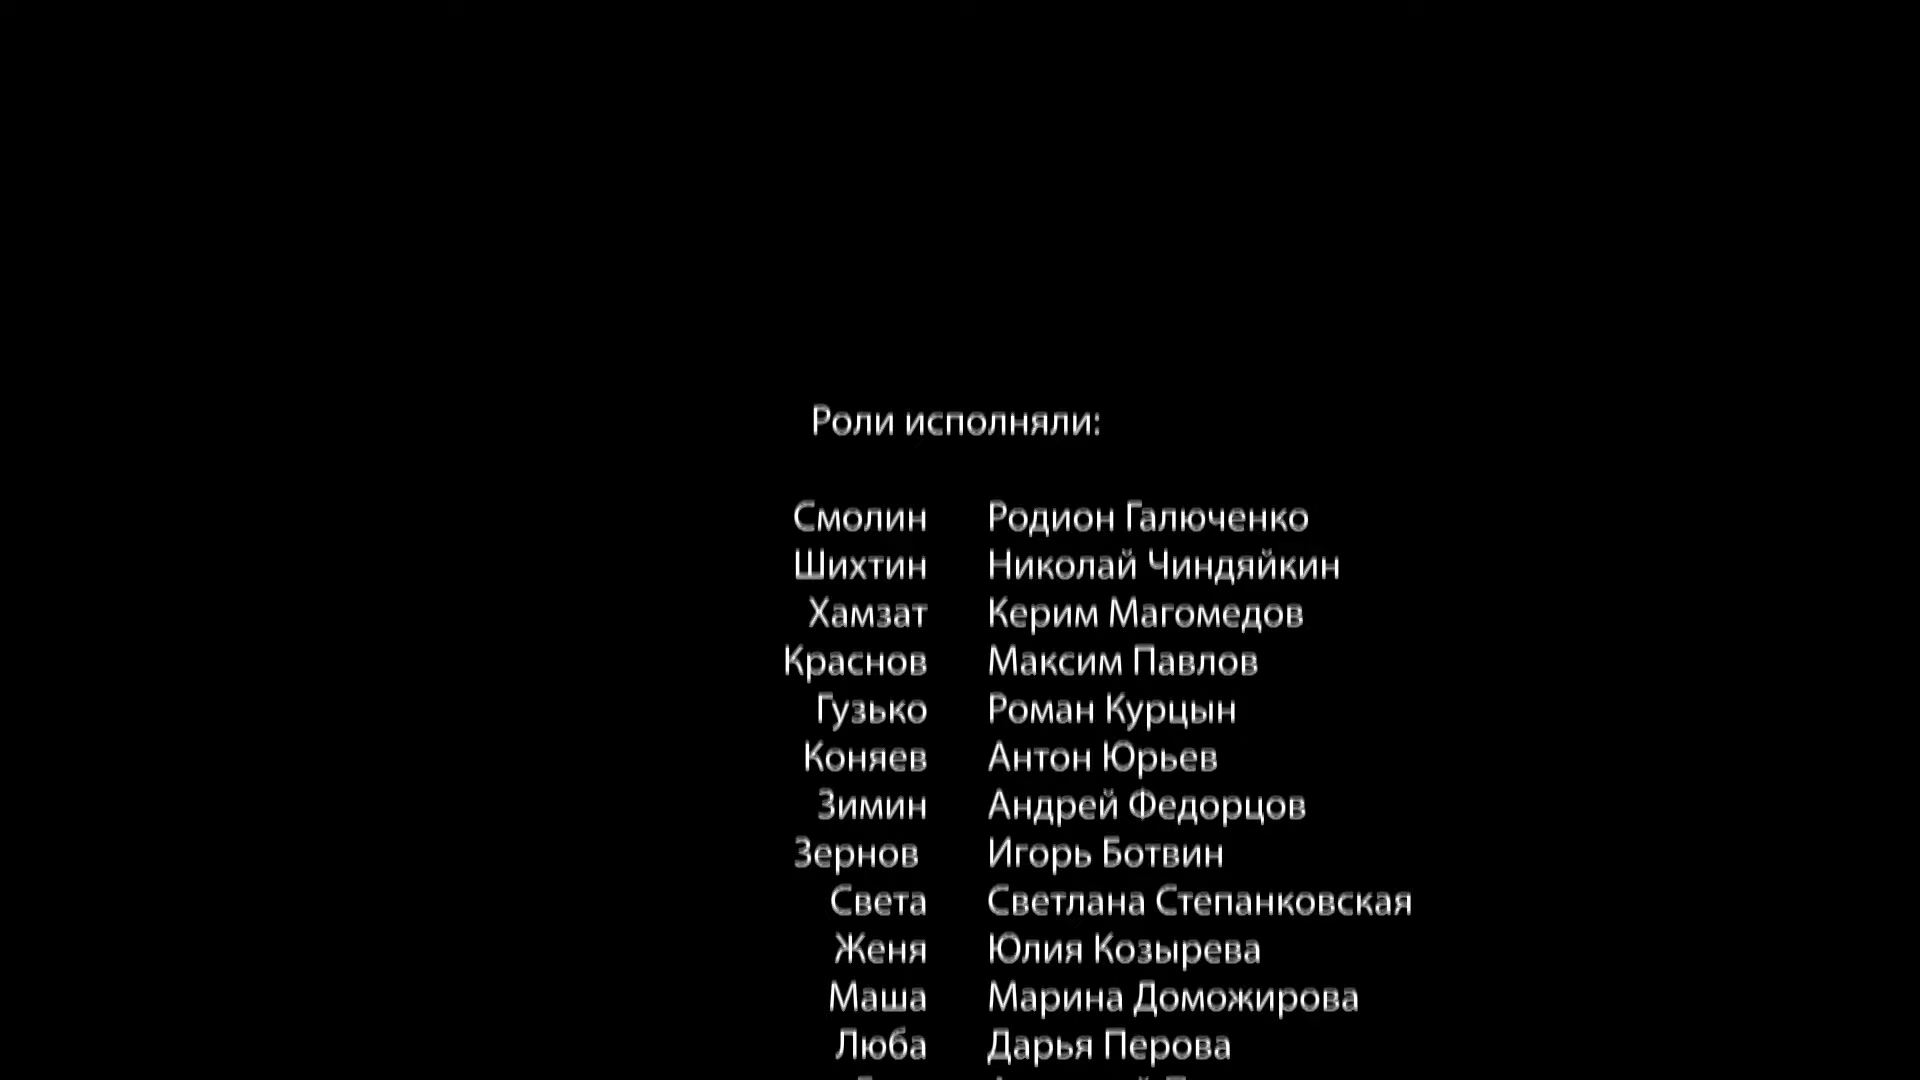 Роли исполняли:
Смолин Родион Галюченко
Шихтин Николай Чиндяйкин
Хамзат Керим Магомедов
Краснов Максим Павлов
Гузько Роман Курцын
Коняев Антон Юрьев
Зимин Андрей Федорцов
Зернов Игорь Ботвин
Света Светлана Степанковская
Женя Юлия Козырева
Маша Марина Доможирова
Люба Дарья Перова